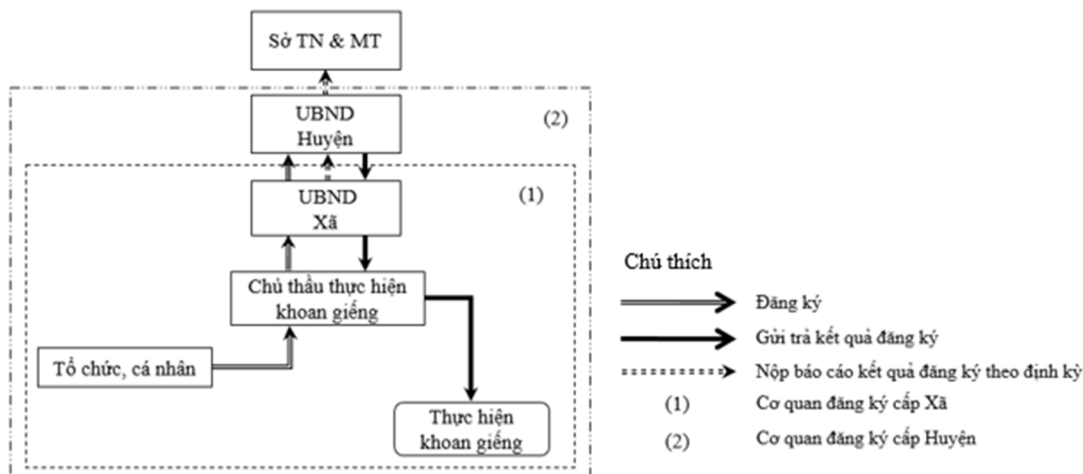 Sở TN & MT
UBND
Huyện
(2)
UBND
Xã
(1)
Chủ thầu thực hiện
khoan giếng
Tổ chức, cá nhân
Thực hiện
khoan giếng
Chú thích
Đăng ký
Gửi trả kết quả đăng ký
Nộp báo cáo kết quả đăng ký theo định kỳ
(1) Cơ quan đăng ký cấp Xã
(2) Cơ quan đăng ký cấp Huyện